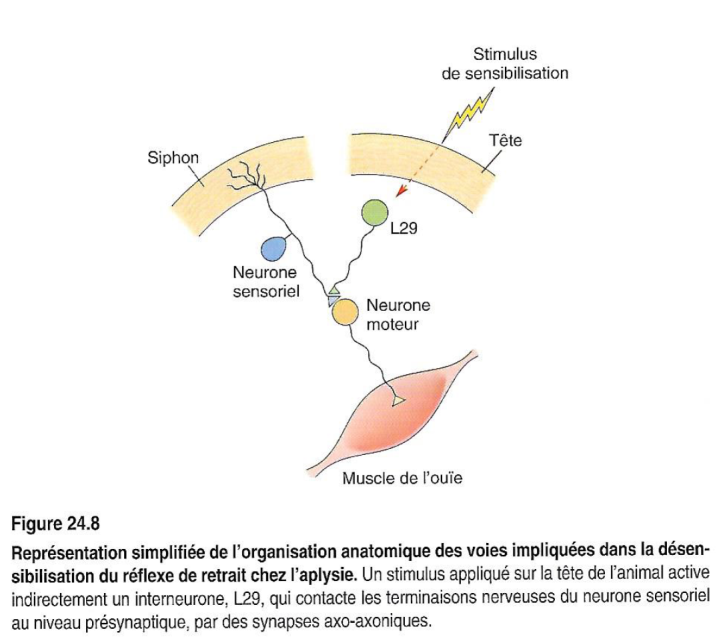 Stimulus
de sensibilisation
Tête
Siphon
L29
Neurone
sensoriel
Neurone
moteur
Muscle de l'ouïe
Figure 24.8
Représentation simplifiée de l'organisation anatomique des voies impliquées dans la désen-
sibilisation du réflexe de retrait chez l'aplysie. Un stimulus appliqué sur la tête de l'animal active
indirectement un interneurone, L29, qui contacte les terminaisons nerveuses du neurone sensoriel
au niveau présynaptique, par des synapses axo-axoniques.